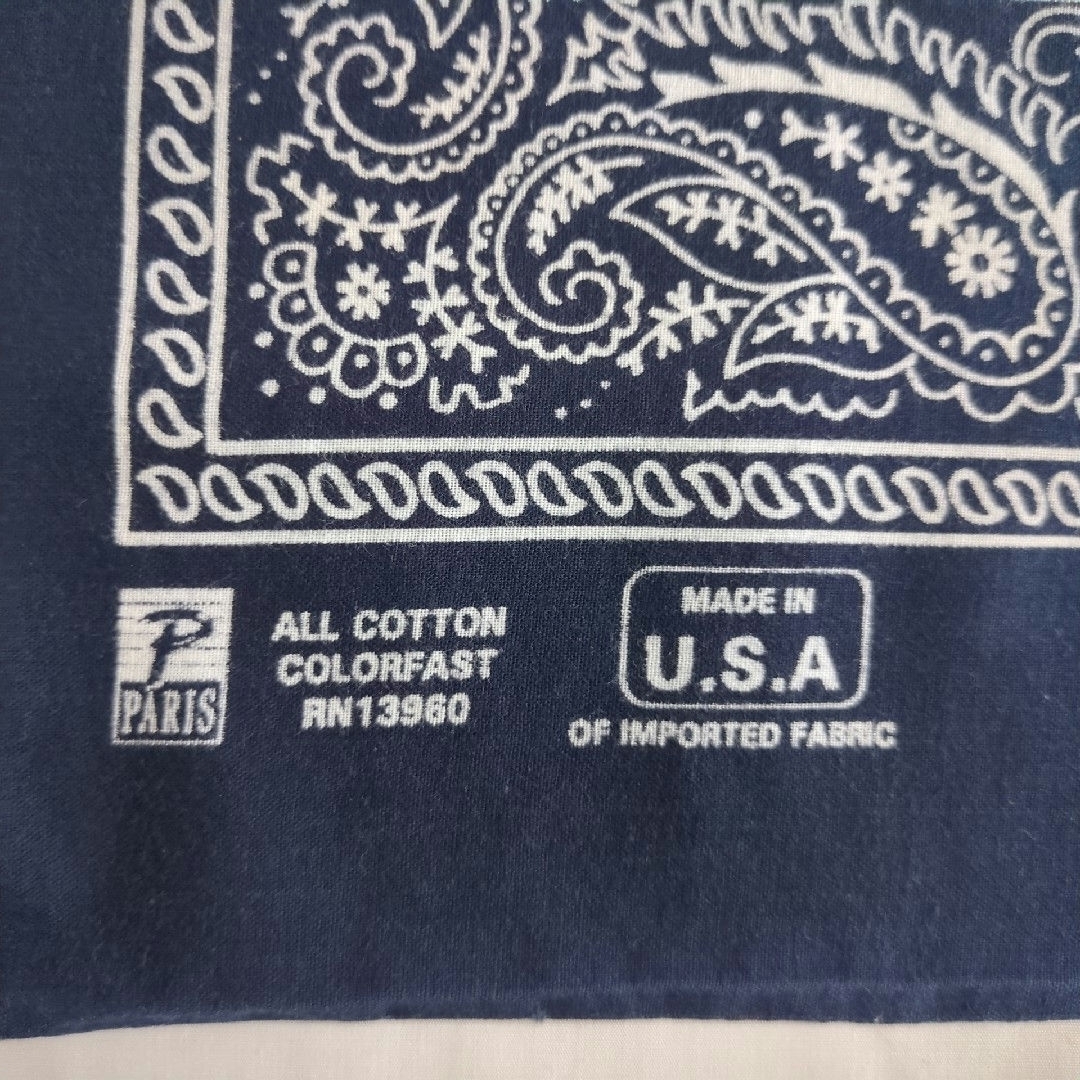 P
PARIS
ALL COTTON
COLORFAST
RN13960
MADE IN
U.S.A
OF IMPORTED FABRIC